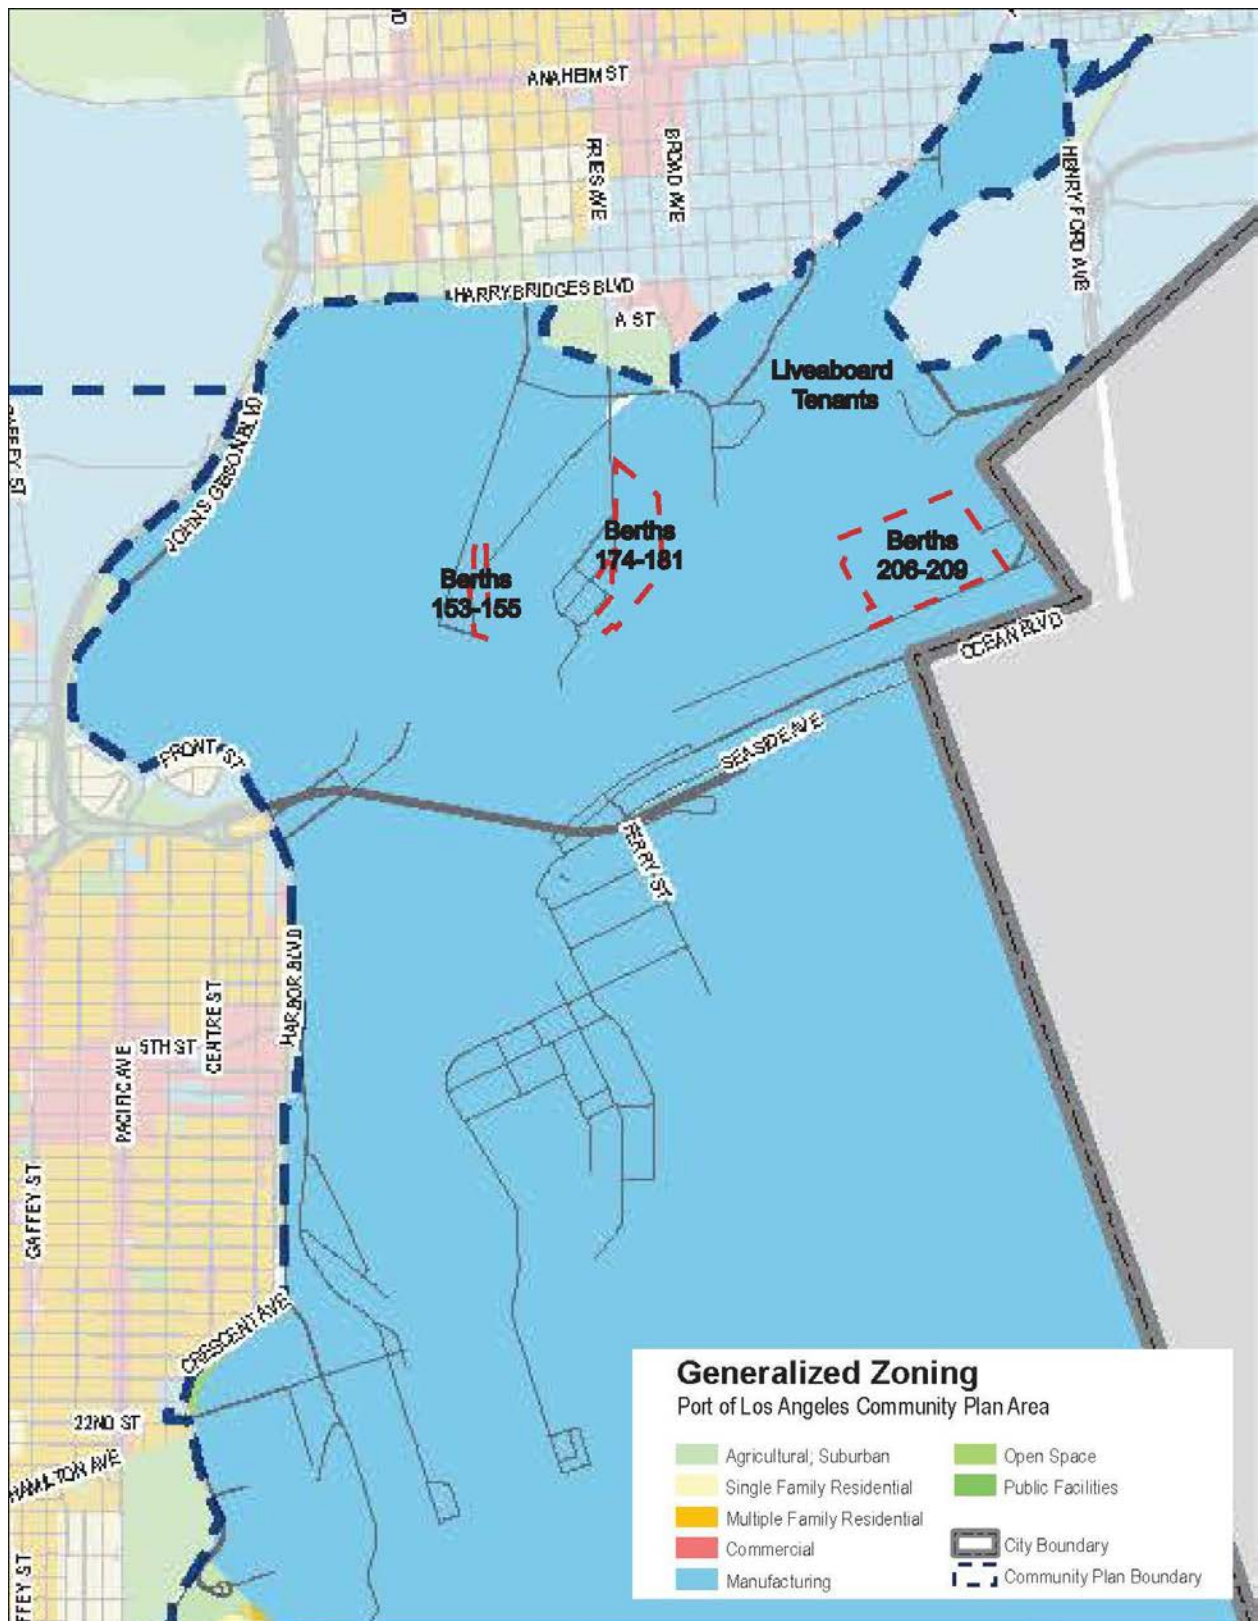 ANAHEIM ST
FRIES AVE
BROAD AVE
HENRY FORD AVE
HARRY BRIDGES BLVD
A ST
Liveaboard
Tenants
JOHN S GIBSON BLVD
GAFFEY ST
Berths
153-155
Berths
174-181
Berths
206-209
OCEAN BLVD
SEASIDE AVE
FRONT ST
FERRY ST
HARBOR BLVD
CENTRE ST
5TH ST
PACIFIC AVE
GAFFEY ST
CRESCENT AVE
22ND ST
HAMILTON AVE
FFEY ST
Generalized Zoning
Port of Los Angeles Community Plan Area
Agricultural; Suburban
Single Family Residential
Multiple Family Residential
Commercial
Manufacturing
Open Space
Public Facilities
City Boundary
Community Plan Boundary